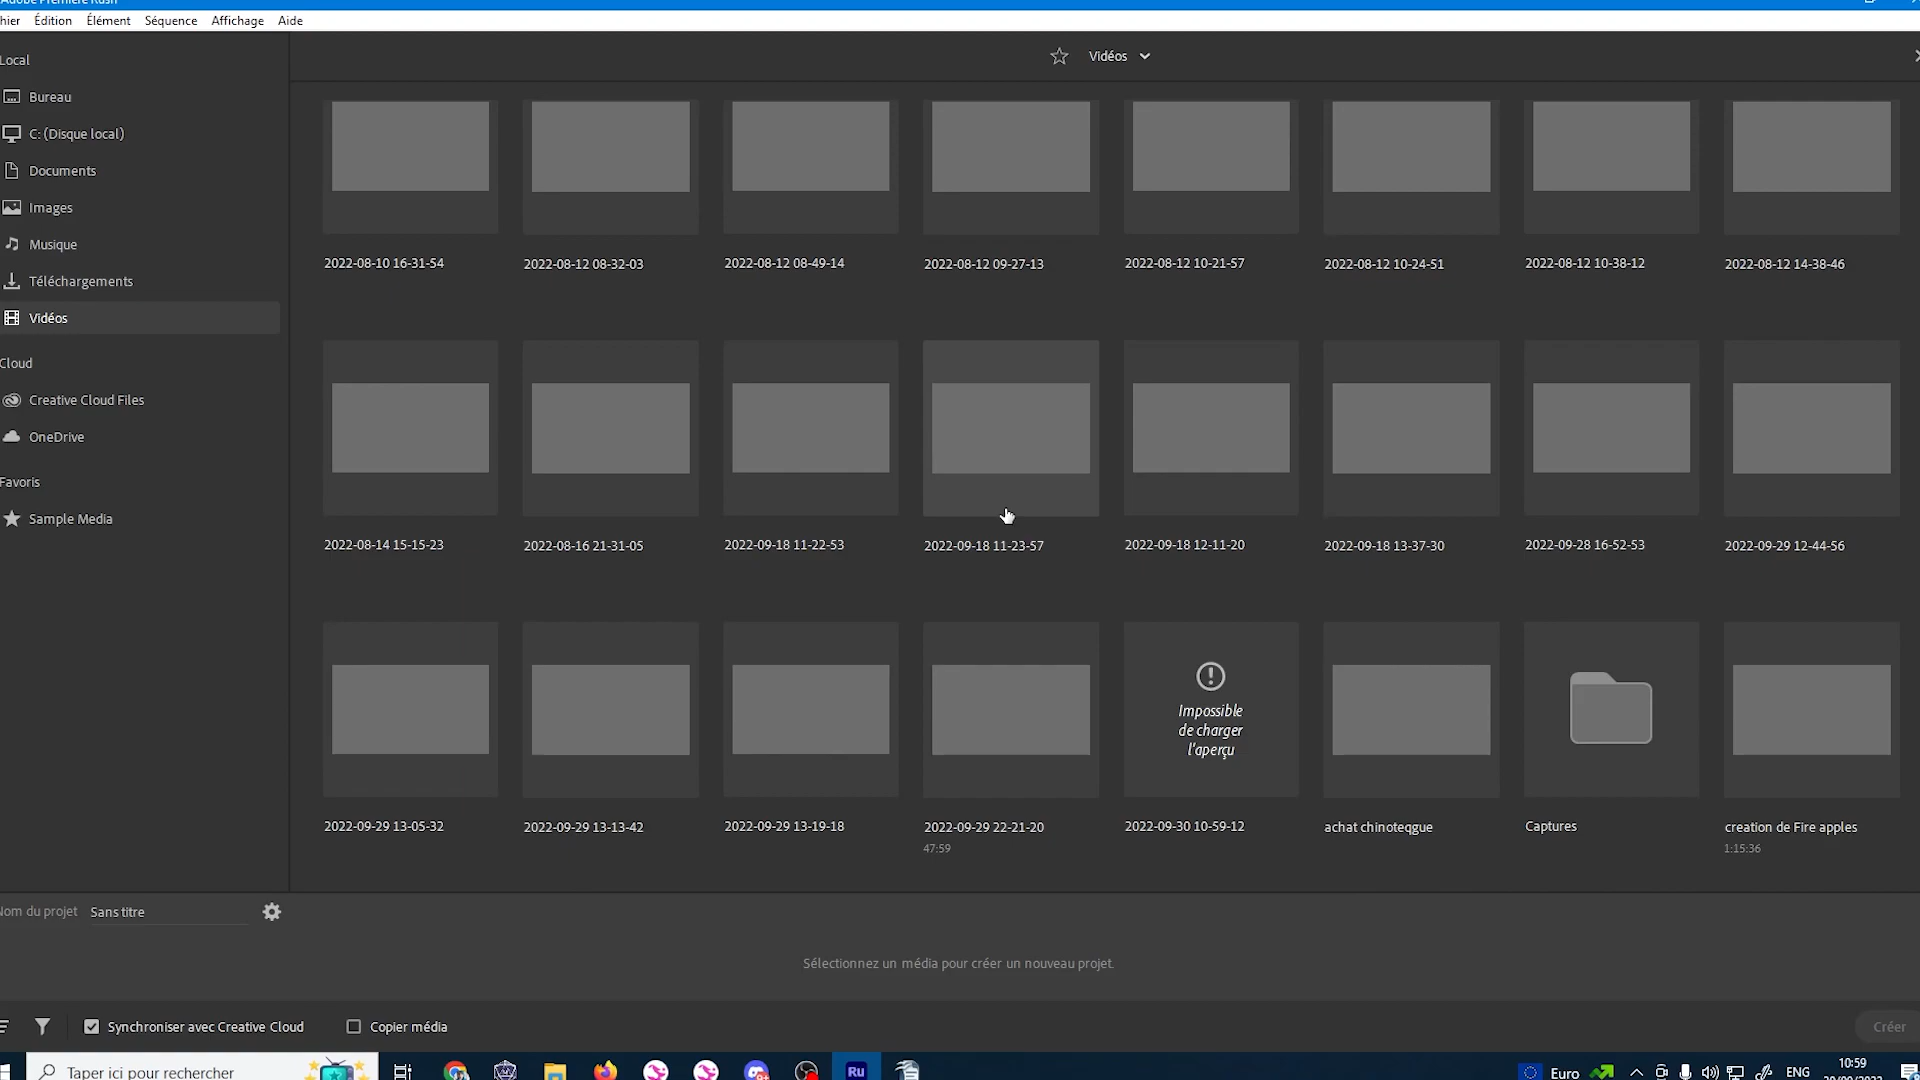 Adobe Premiere Rush
hier Édition Élément Séquence Affichage Aide
Local
Bureau
C: (Disque local)
Documents
Images
Musique
Téléchargements
Vidéos
Cloud
Creative Cloud Files
OneDrive
Favoris
Sample Media
Vidéos
2022-08-10 16-31-54
2022-08-12 08-32-03
2022-08-12 08-49-14
2022-08-12 09-27-13
2022-08-12 10-21-57
2022-08-12 10-24-51
2022-08-12 10-38-12
2022-08-12 14-38-46
2022-08-14 15-15-23
2022-08-16 21-31-05
2022-09-18 11-22-53
2022-09-18 11-23-57
2022-09-18 12-11-20
2022-09-18 13-37-30
2022-09-28 16-52-53
2022-09-29 12-44-56
Impossible
de charger
l'aperçu
2022-09-29 13-05-32
2022-09-29 13-13-42
2022-09-29 13-19-18
2022-09-29 22-21-20
47:59
2022-09-30 10-59-12
achat chinoteqgue
Captures
creation de Fire apples
1:15:36
Nom du projet Sans titre
Sélectionnez un média pour créer un nouveau projet.
Synchroniser avec Creative Cloud
Copier média
Créer
Taper ici pour rechercher
Ru
Euro
ENG
10:59